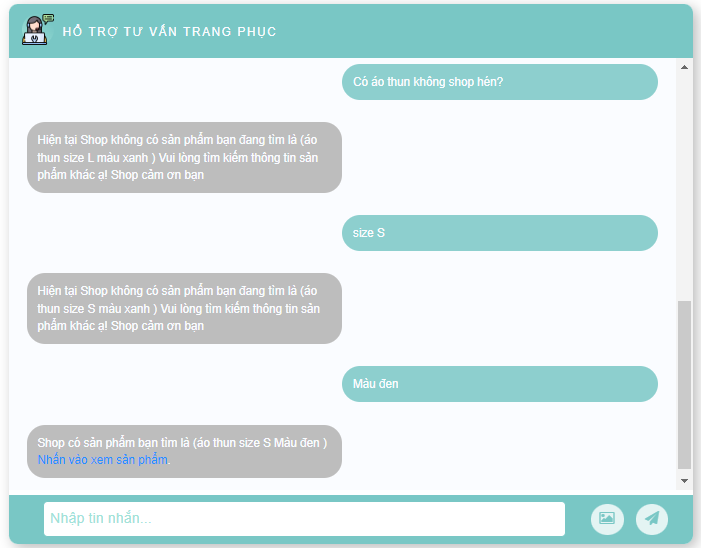 HỖ TRỢ TƯ VẤN TRANG PHỤC
Có áo thun không shop hén?
Hiện tại Shop không có sản phẩm bạn đang tìm là (áo
thun size L màu xanh ) Vui lòng tìm kiếm thông tin sản
phẩm khác ạ! Shop cảm ơn bạn
size S
Hiện tại Shop không có sản phẩm bạn đang tìm là (áo
thun size S màu xanh ) Vui lòng tìm kiếm thông tin sản
phẩm khác ạ! Shop cảm ơn bạn
Màu đen
Shop có sản phẩm bạn tìm là (áo thun size S Màu đen )
Nhấn vào xem sản phẩm.
Nhập tin nhắn...